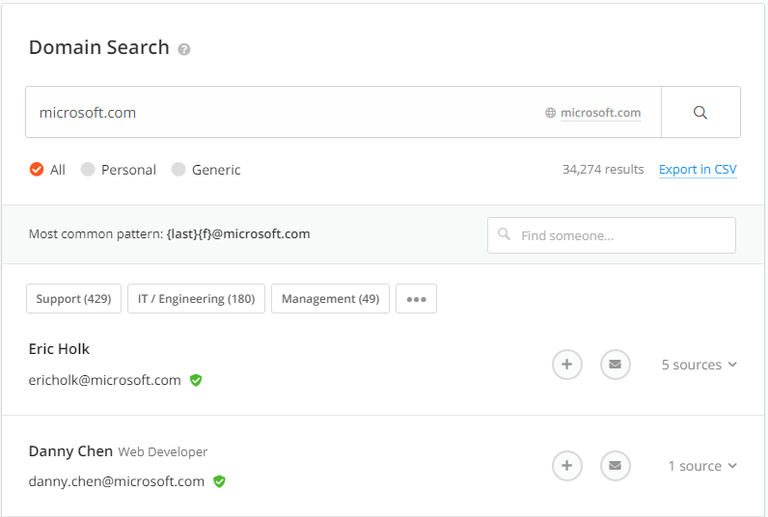 Domain Search ?
microsoft.com microsoft.com
All Personal Generic 34,274 results Export in CSV
Most common pattern: {last}{f}@microsoft.com Find someone...
Support (429) IT / Engineering (180) Management (49) •••
Eric Holk
ericholk@microsoft.com 5 sources
Danny Chen Web Developer
danny.chen@microsoft.com 1 source